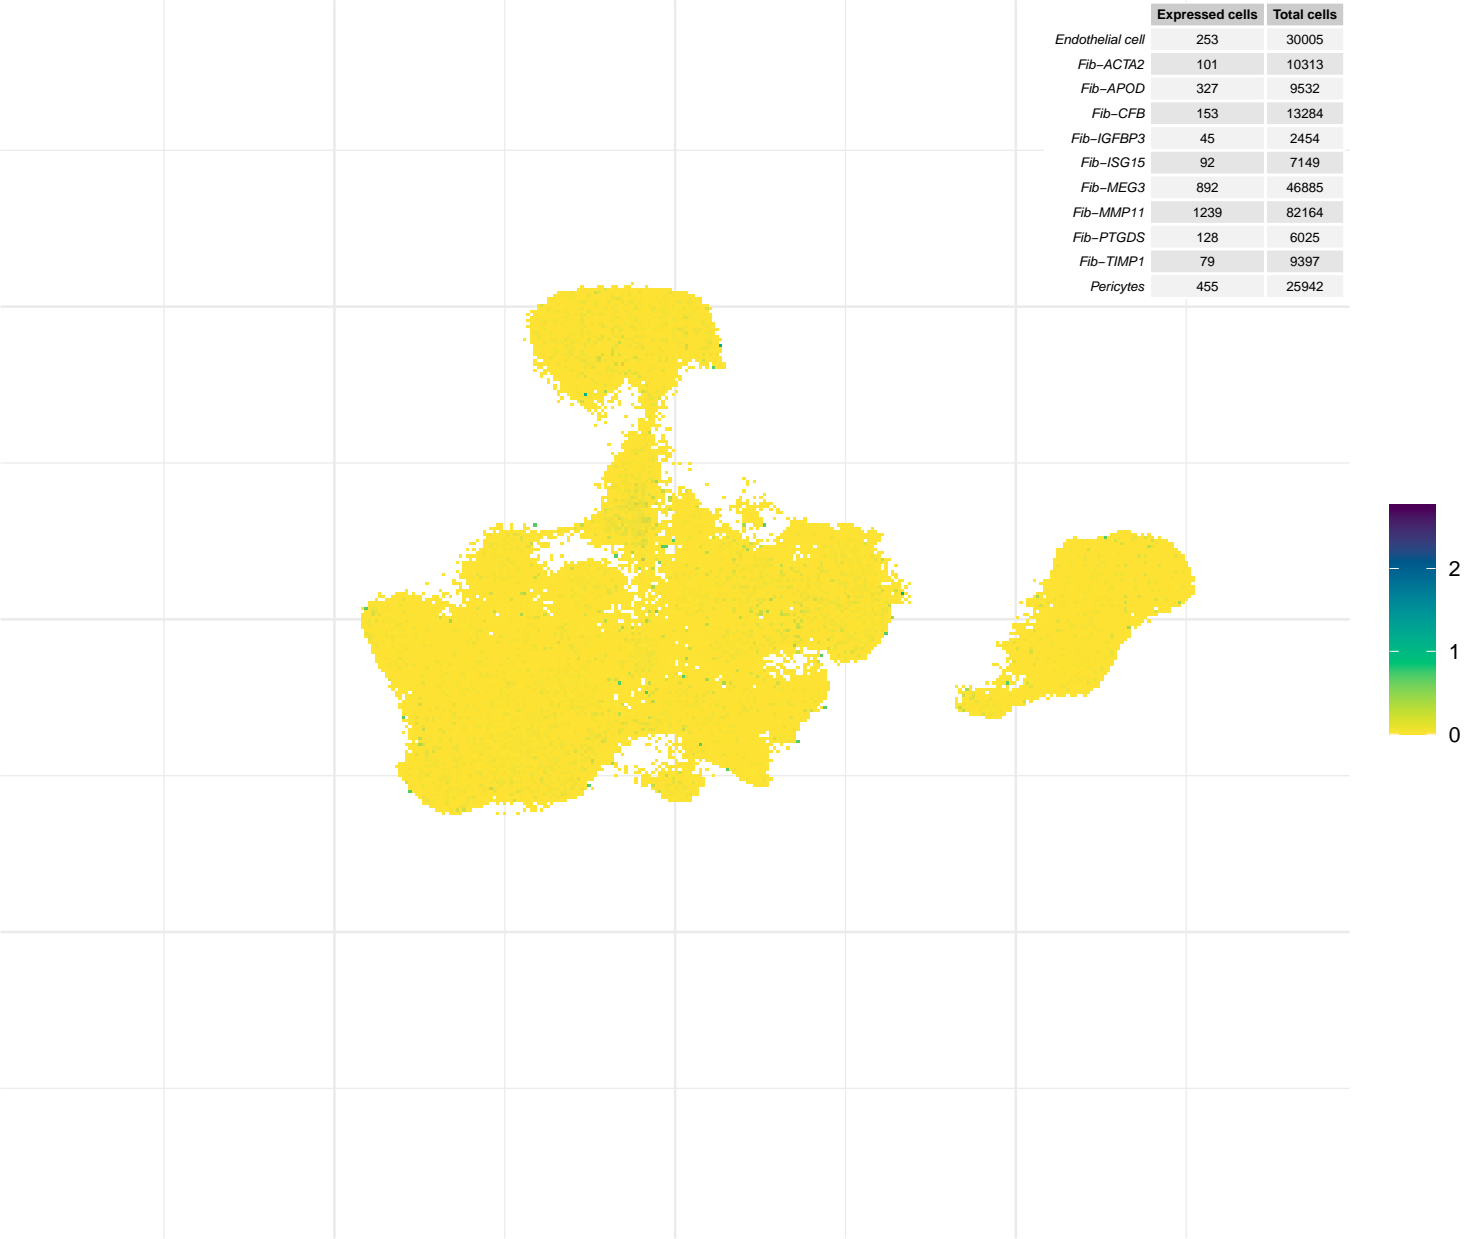 Expressed cells Total cells
Endothelial cell 253 30005
Fib−ACTA2 101 10313
Fib−APOD 327 9532
Fib−CFB 153 13284
Fib−IGFBP3 45 2454
Fib−ISG15 92 7149
Fib−MEG3 892 46885
Fib−MMP11 1239 82164
Fib−PTGDS 128 6025
Fib−TIMP1 79 9397
Pericytes 455 25942
2
1
0